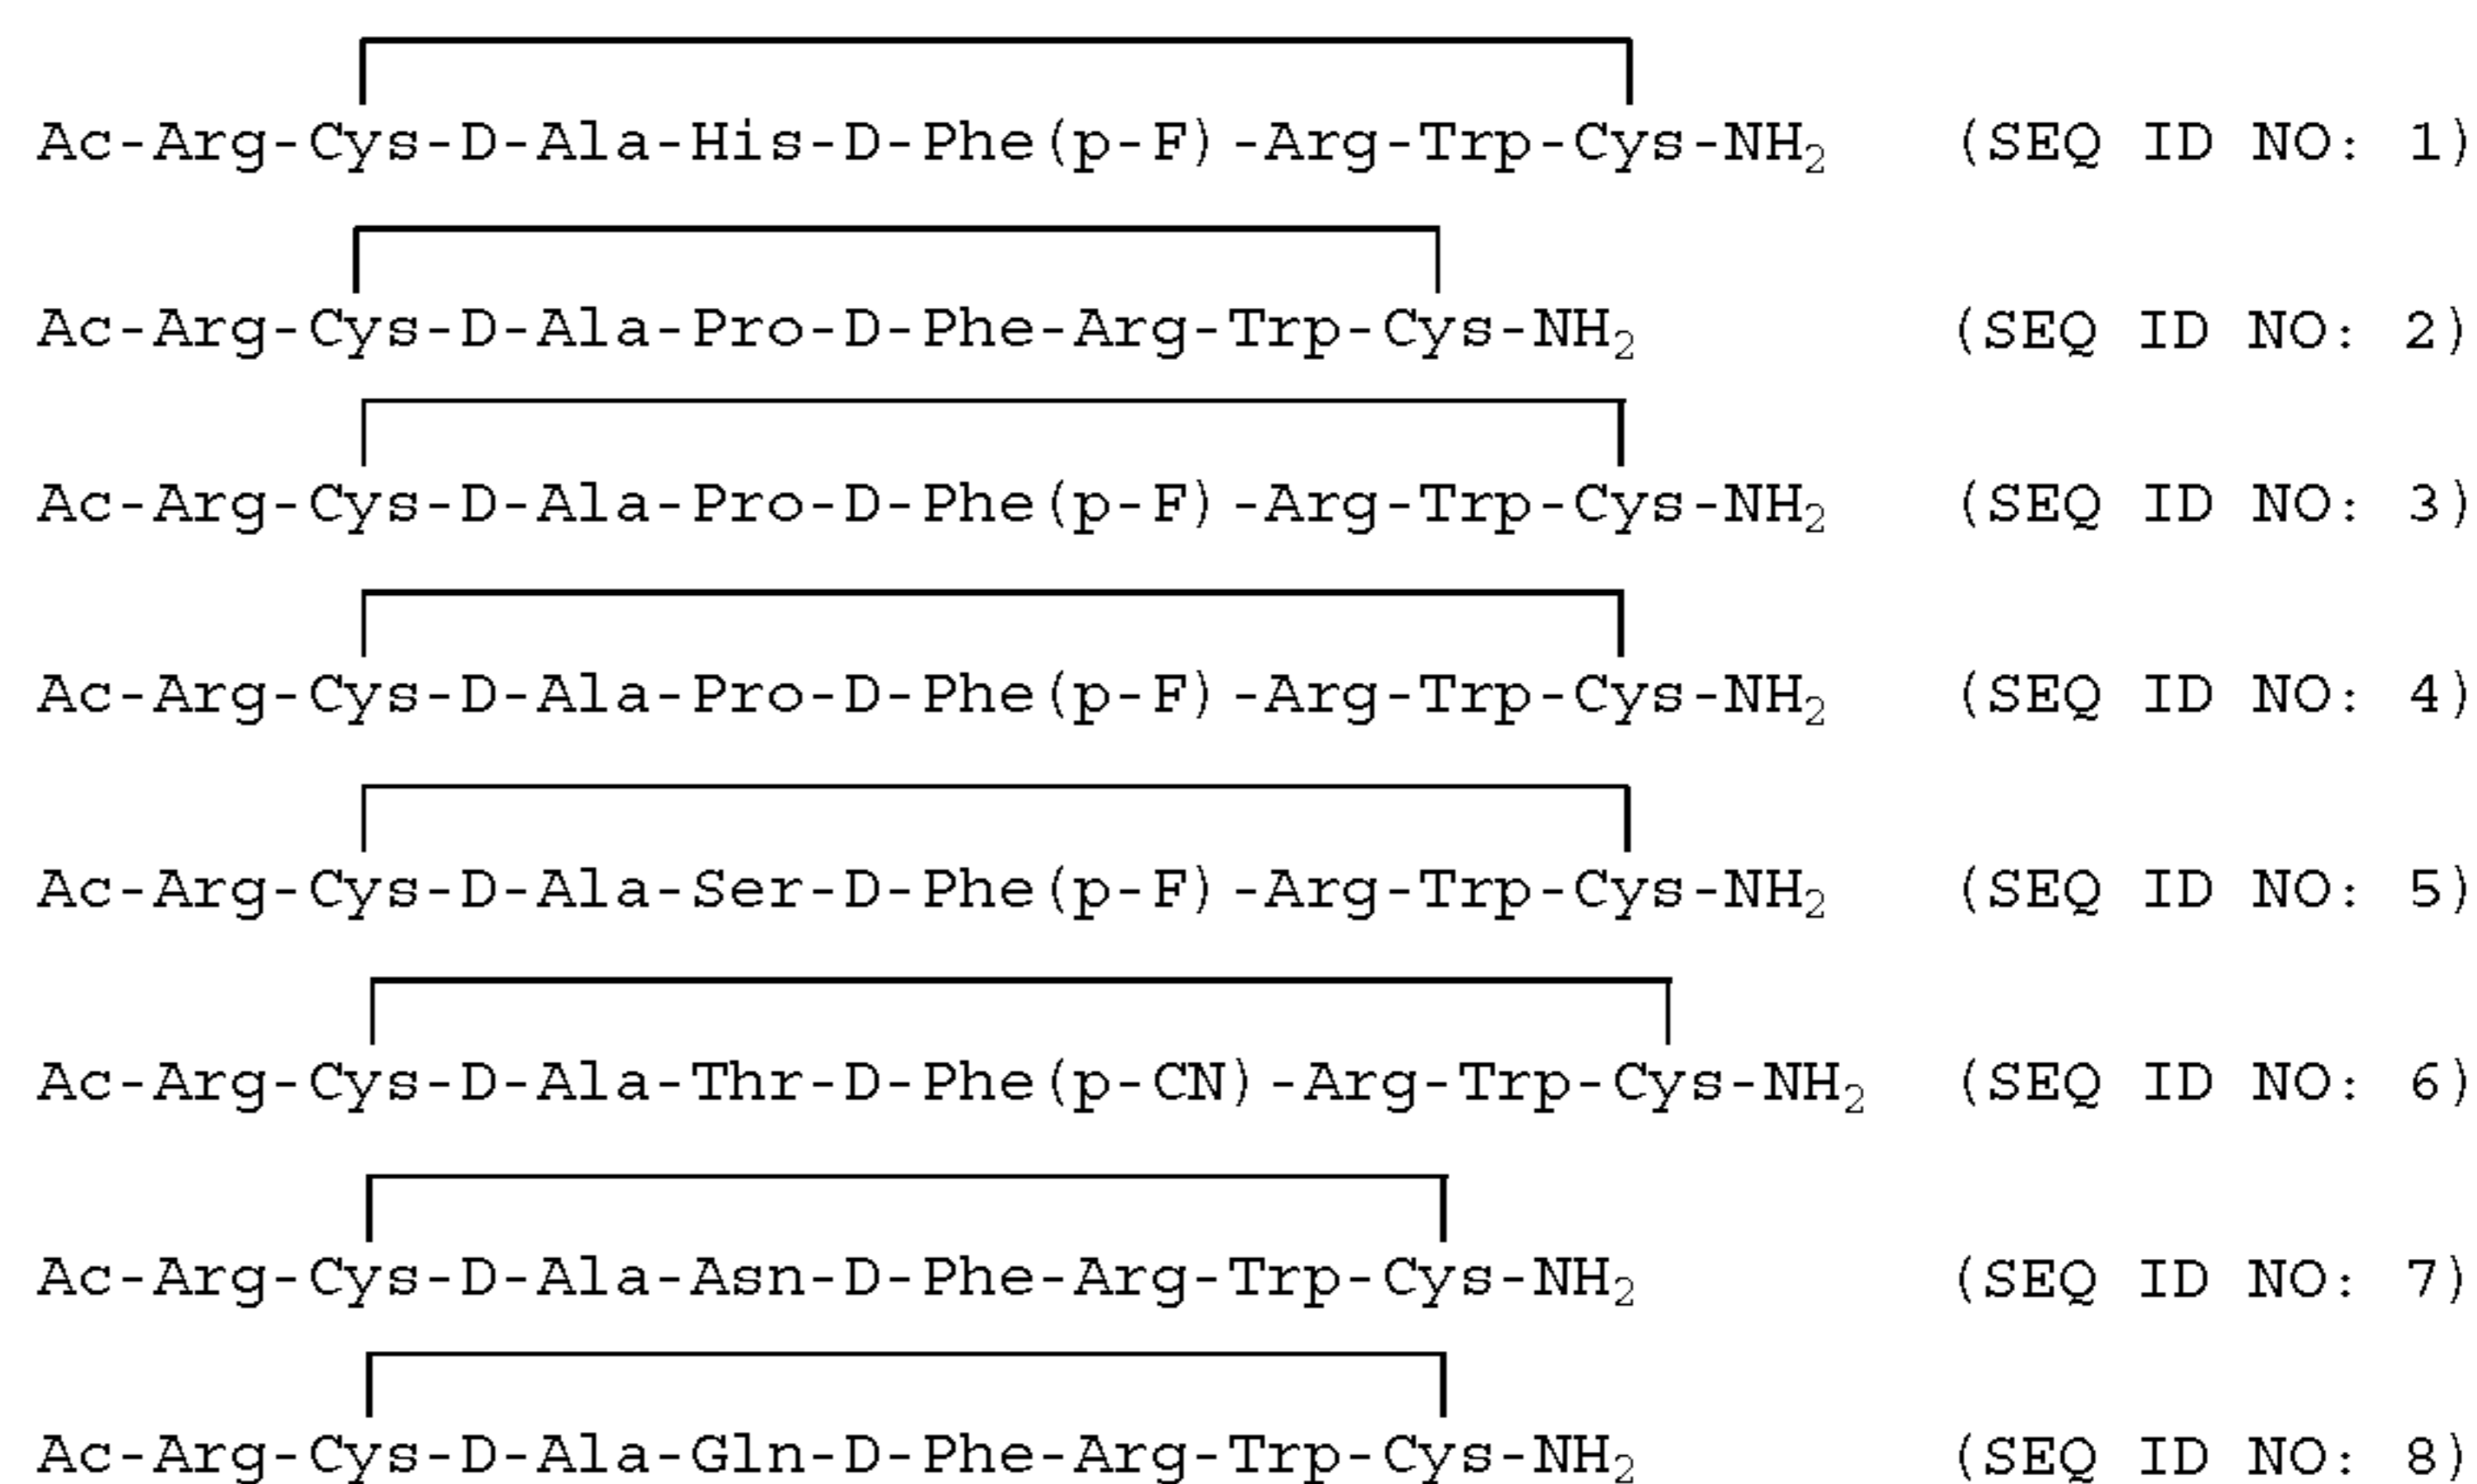 Ac-Arg-Cys-D-Ala-His-D-Phe(p-F)-Arg-Trp-Cys-NH₂ (SEQ ID NO: 1)
Ac-Arg-Cys-D-Ala-Pro-D-Phe-Arg-Trp-Cys-NH₂ (SEQ ID NO: 2)
Ac-Arg-Cys-D-Ala-Pro-D-Phe(p-F)-Arg-Trp-Cys-NH₂ (SEQ ID NO: 3)
Ac-Arg-Cys-D-Ala-Pro-D-Phe(p-F)-Arg-Trp-Cys-NH₂ (SEQ ID NO: 4)
Ac-Arg-Cys-D-Ala-Ser-D-Phe(p-F)-Arg-Trp-Cys-NH₂ (SEQ ID NO: 5)
Ac-Arg-Cys-D-Ala-Thr-D-Phe(p-CN)-Arg-Trp-Cys-NH₂ (SEQ ID NO: 6)
Ac-Arg-Cys-D-Ala-Asn-D-Phe-Arg-Trp-Cys-NH₂ (SEQ ID NO: 7)
Ac-Arg-Cys-D-Ala-Gln-D-Phe-Arg-Trp-Cys-NH₂ (SEQ ID NO: 8)